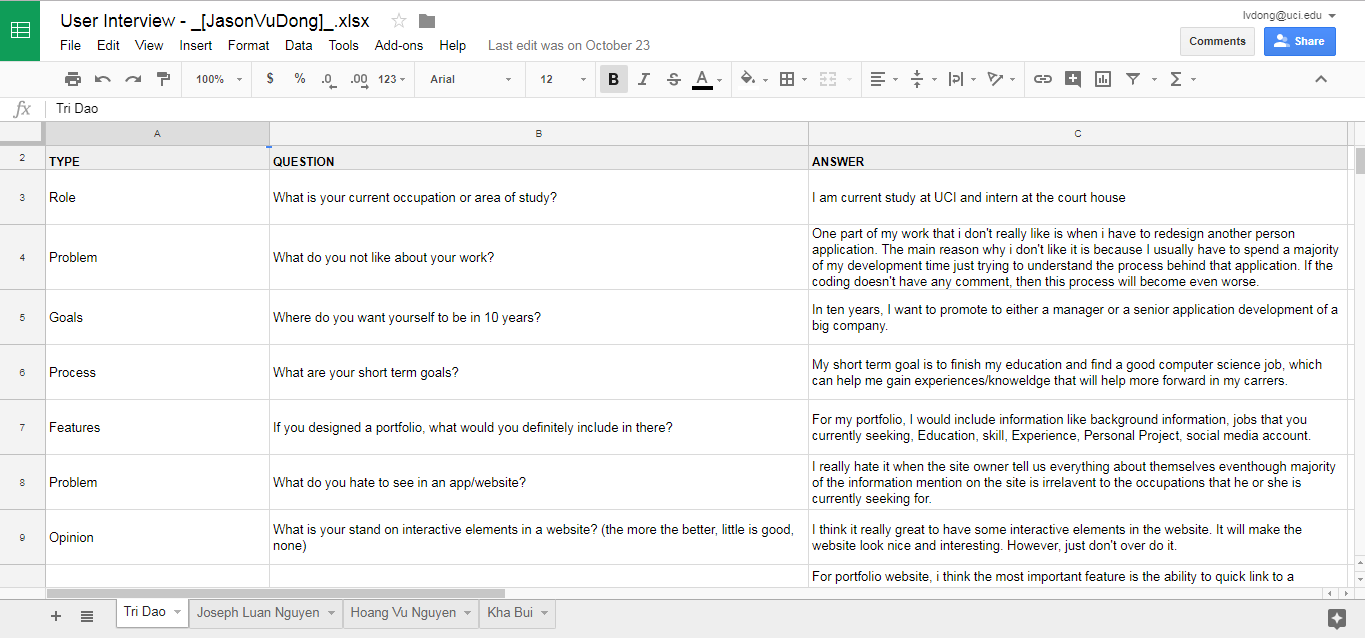 User Interview - _[JasonVuDong]_.xlsx
lvdong@uci.edu
File Edit View Insert Format Data Tools Add-ons Help Last edit was on October 23
Comments Share
100% $ % .0 .00 123 Arial 12 B I S A Σ
fx Tri Dao
A B C
2 TYPE QUESTION ANSWER
3 Role What is your current occupation or area of study? I am current study at UCI and intern at the court house
One part of my work that i don't really like is when i have to redesign another person
application. The main reason why i don't like it is because I usually have to spend a majority
4 Problem What do you not like about your work?
of my development time just trying to understand the process behind that application. If the
coding doesn't have any comment, then this process will become even worse.
In ten years, I want to promote to either a manager or a senior application development of a
5 Goals Where do you want yourself to be in 10 years?
big company.
My short term goal is to finish my education and find a good computer science job, which
6 Process What are your short term goals?
can help me gain experiences/knoweldge that will help more forward in my carrers.
For my portfolio, I would include information like background information, jobs that you
7 Features If you designed a portfolio, what would you definitely include in there?
currently seeking, Education, skill, Experience, Personal Project, social media account.
I really hate it when the site owner tell us everything about themselves eventhough majority
8 Problem What do you hate to see in an app/website? of the information mention on the site is irrelavent to the occupations that he or she is
currently seeking for.
What is your stand on interactive elements in a website? (the more the better, little is good, I think it really great to have some interactive elements in the website. It will make the
9 Opinion
none) website look nice and interesting. However, just don't over do it.
For portfolio website, i think the most important feature is the ability to quick link to a
Tri Dao Joseph Luan Nguyen Hoang Vu Nguyen Kha Bui